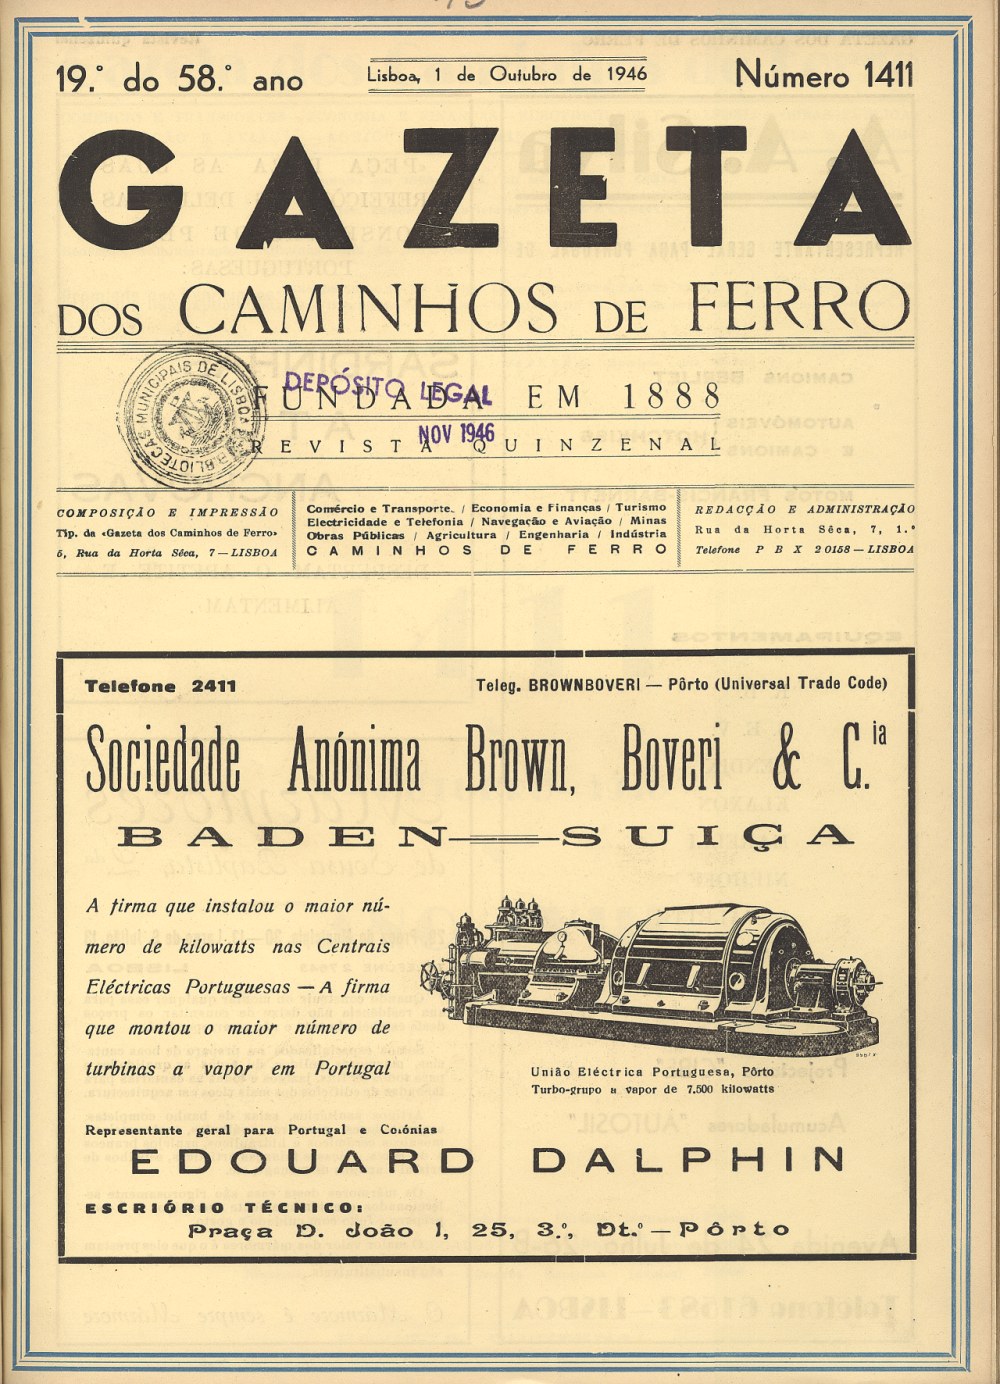 19.º do 58.º ano
Lisboa, 1 de Outubro de 1946
Número 1411
GAZETA
DOS CAMINHOS DE FERRO
BIBLIOTECAS MUNICIPAIS DE LISBOA
DEPÓSITO LEGAL
NOV 1946
FUNDADA EM 1888
REVISTA QUINZENAL
COMPOSIÇÃO E IMPRESSÃO
Tip. da «Gazeta dos Caminhos de Ferro»
5, Rua da Horta Sêca, 7 — LISBOA
Comércio e Transporte. / Economia e Finanças / Turismo
Electricidade e Telefonia / Navegação e Aviação / Minas
Obras Públicas / Agricultura / Engenharia / Indústria
CAMINHOS DE FERRO
REDACÇÃO E ADMINISTRAÇÃO
Rua da Horta Sêca, 7, 1.º
Telefone P B X 20158 — LISBOA
Telefone 2411
Teleg. BROWNBOVERI — Pôrto (Universal Trade Code)
Sociedade Anónima Brown, Boveri & C.ia
BADEN — SUIÇA
A firma que instalou o maior nú-
mero de kilowatts nas Centrais
Eléctricas Portuguesas — A firma
que montou o maior número de
turbinas a vapor em Portugal
União Eléctrica Portuguesa, Pôrto
Turbo-grupo a vapor de 7.500 kilowatts
Representante geral para Portugal e Colónias
EDOUARD DALPHIN
ESCRIÓRIO TÉCNICO:
Praça D. João 1, 25, 3.º, Dt.º — Pôrto